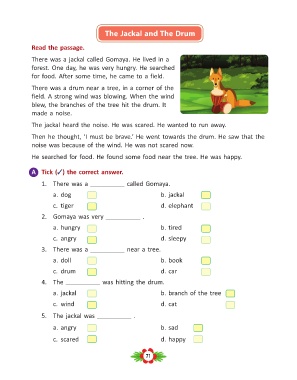 The Jackal and The Drum
Read the passage.
There was a jackal called Gomaya. He lived in a
forest. One day, he was very hungry. He searched
for food. After some time, he came to a field.
There was a drum near a tree, in a corner of the
field. A strong wind was blowing. When the wind
blew, the branches of the tree hit the drum. It
made a noise.
The jackal heard the noise. He was scared. He wanted to run away.
Then he thought, 'I must be brave.' He went towards the drum. He saw that the
noise was because of the wind. He was not scared now.
He searched for food. He found some food near the tree. He was happy.
A Tick (✓) the correct answer.
1. There was a __________ called Gomaya.
a. dog b. jackal
c. tiger d. elephant
2. Gomaya was very __________ .
a. hungry b. tired
c. angry d. sleepy
3. There was a __________ near a tree.
a. doll b. book
c. drum d. car
4. The __________ was hitting the drum.
a. jackal b. branch of the tree
c. wind d. cat
5. The jackal was __________ .
a. angry b. sad
c. scared d. happy
71